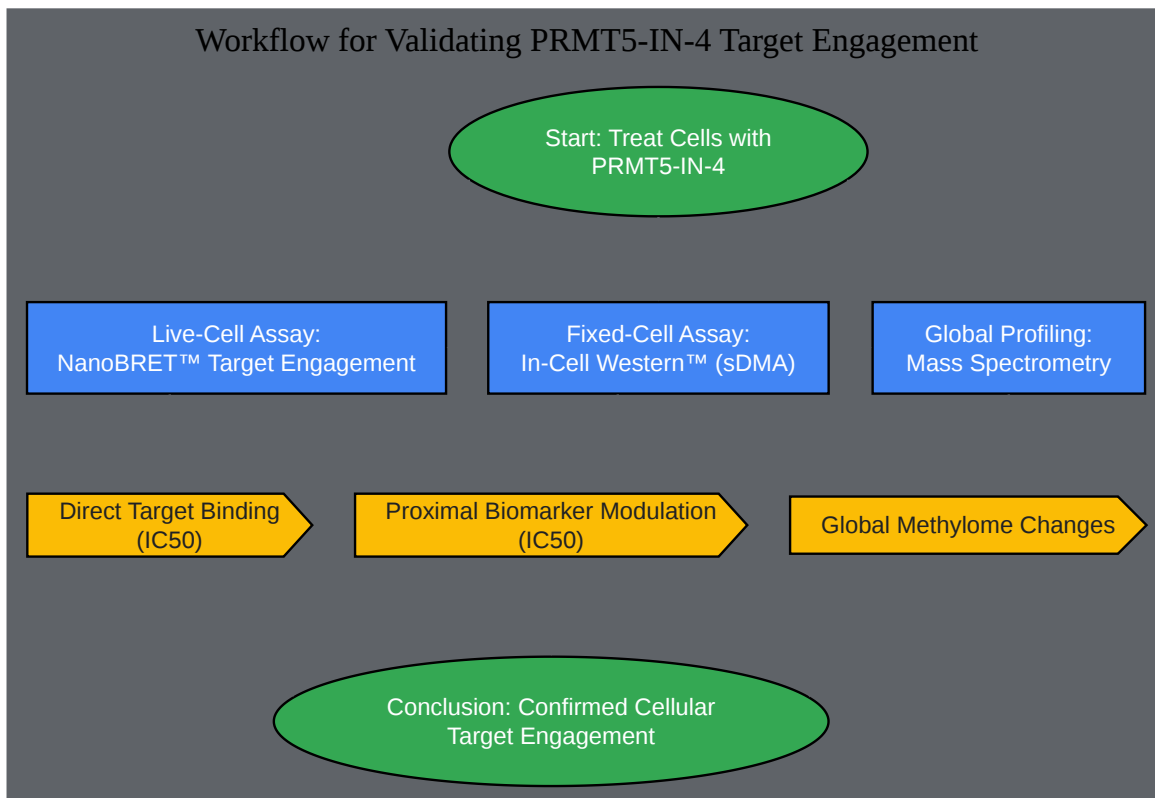 Workflow for Validating PRMT5-IN-4 Target Engagement
Start: Treat Cells with
PRMT5-IN-4
Live-Cell Assay:
NanoBRET™ Target Engagement
Fixed-Cell Assay:
In-Cell Western™ (sDMA)
Global Profiling:
Mass Spectrometry
Direct Target Binding
(IC50)
Proximal Biomarker Modulation
(IC50)
Global Methylome Changes
Conclusion: Confirmed Cellular
Target Engagement